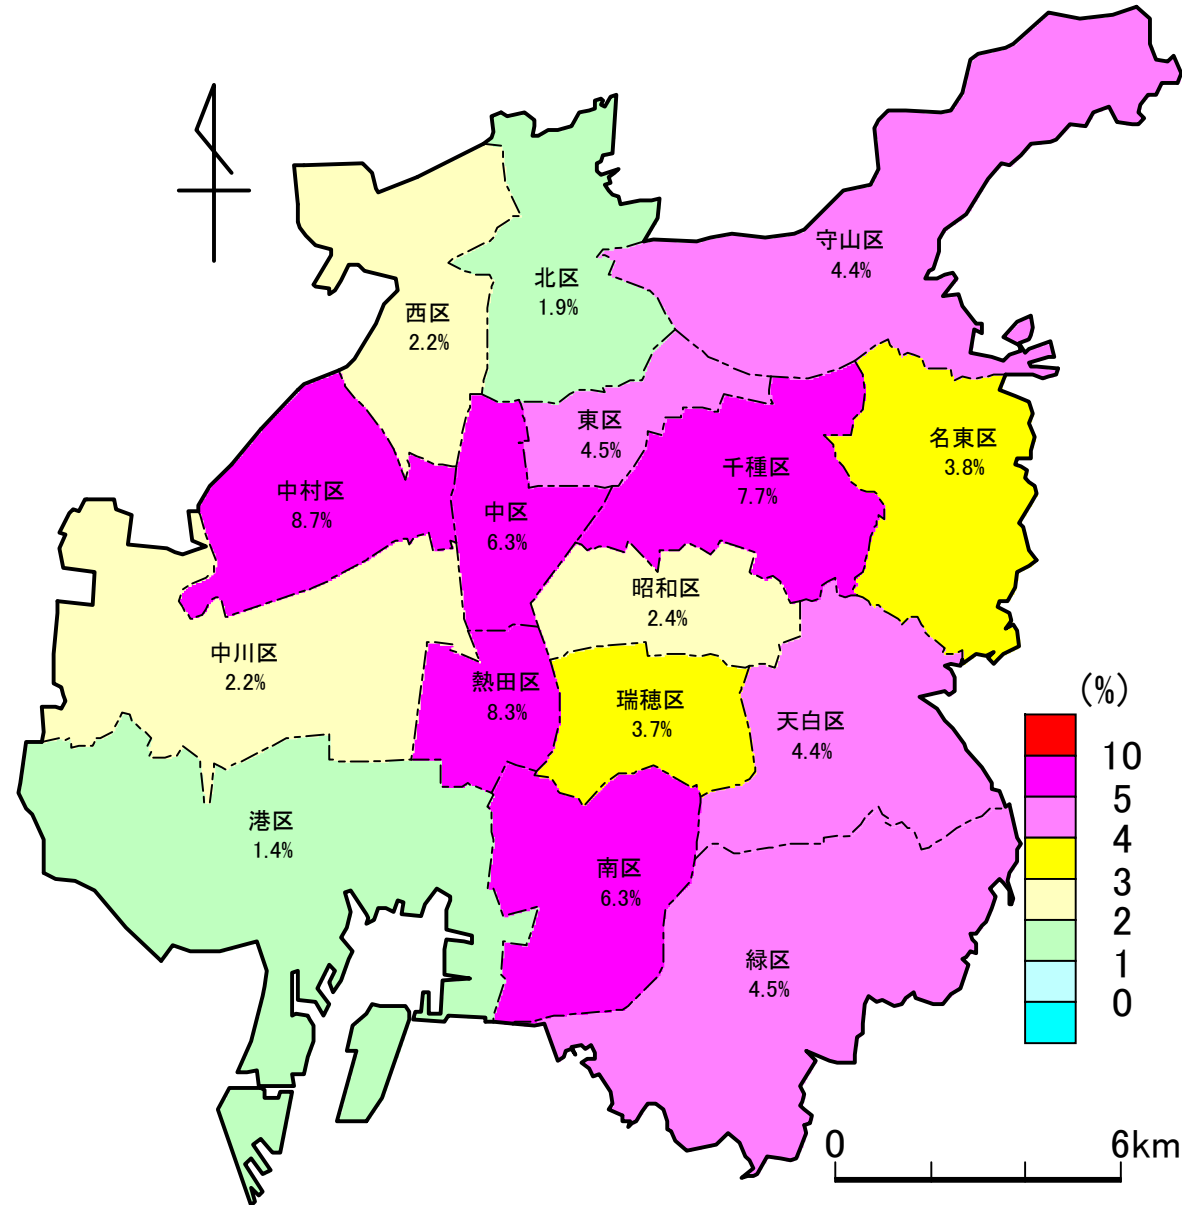 守山区
4.4%
北区
1.9%
西区
2.2%
東区
4.5%
名東区
3.8%
千種区
7.7%
中村区
8.7%
中区
6.3%
昭和区
2.4%
中川区
2.2%
熱田区
8.3%
瑞穂区
3.7%
天白区
4.4%
港区
1.4%
南区
6.3%
緑区
4.5%
(%)
10
5
4
3
2
1
0
0 6km